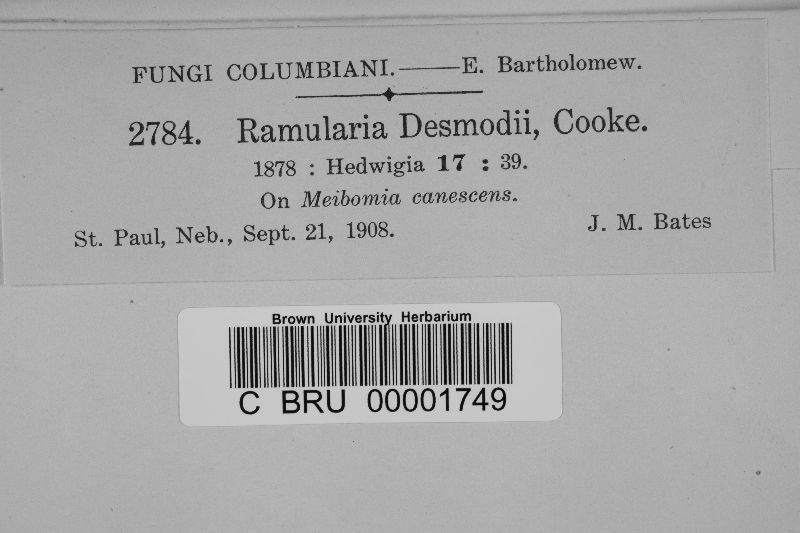 FUNGI COLUMBIANI.——E. Bartholomew.
2784. Ramularia Desmodii, Cooke.
1878 : Hedwigia 17 : 39.
On Meibomia canescens.
St. Paul, Neb., Sept. 21, 1908. J. M. Bates
Brown University Herbarium
C BRU 00001749